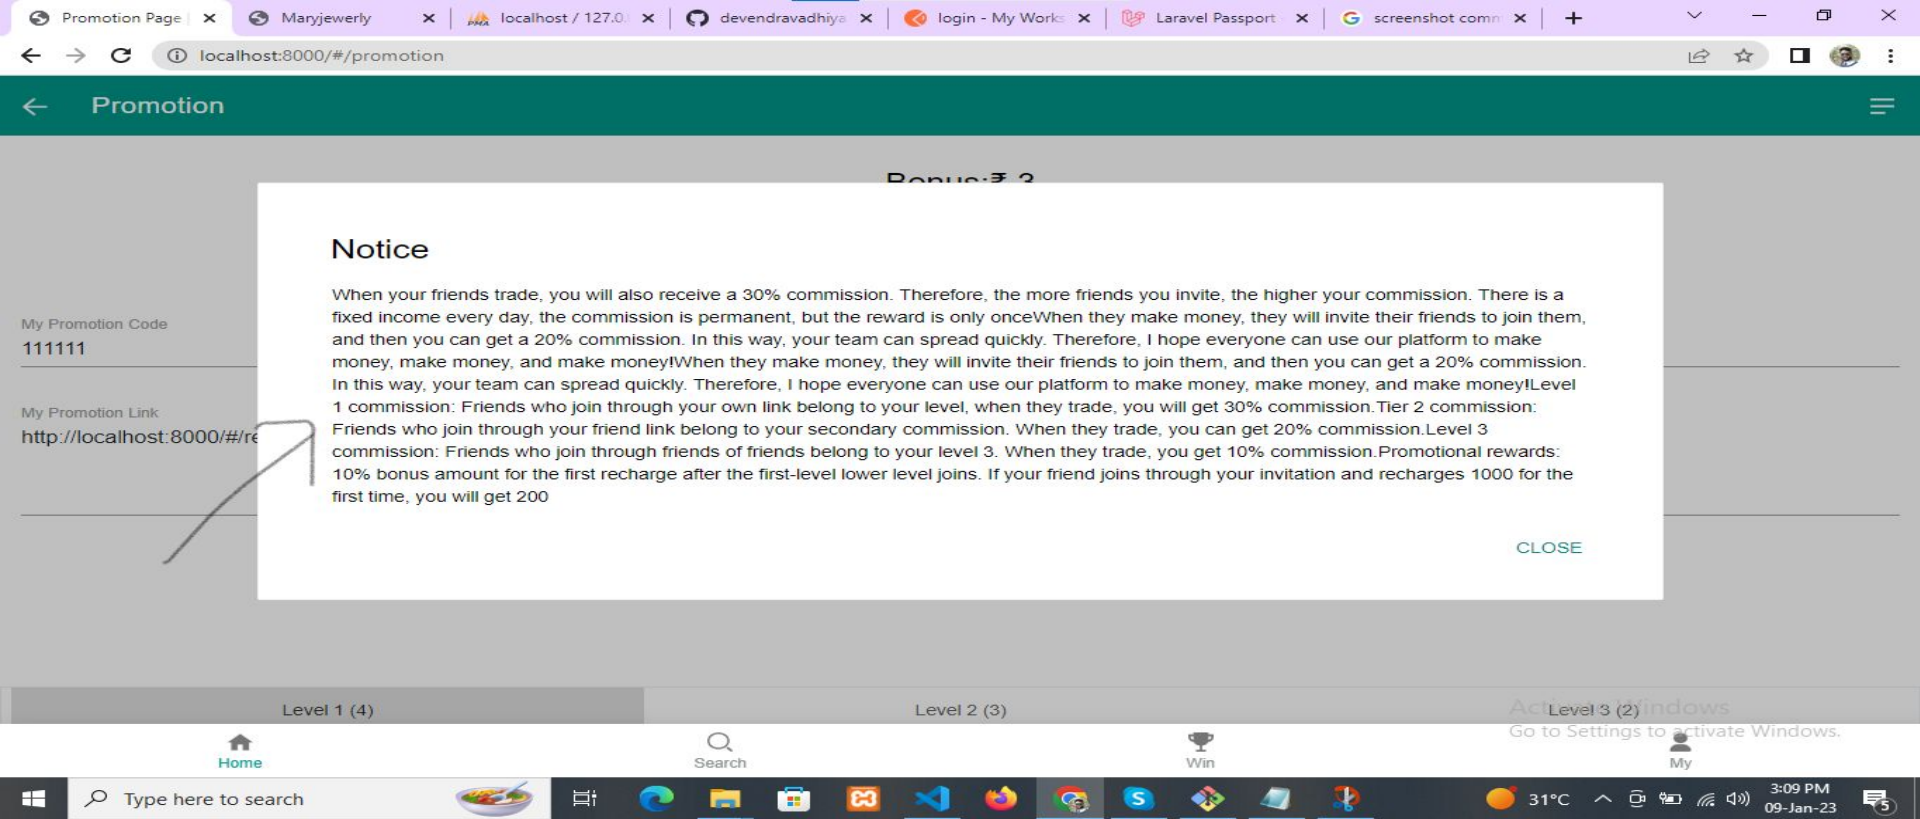 Promotion Page
Maryjewerly
localhost / 127.0.
devendravadhiya
login - My Works
Laravel Passport
screenshot comm
localhost:8000/#/promotion
Promotion
Bonus:₹ 3
Notice
When your friends trade, you will also receive a 30% commission. Therefore, the more friends you invite, the higher your commission. There is a
fixed income every day, the commission is permanent, but the reward is only onceWhen they make money, they will invite their friends to join them,
and then you can get a 20% commission. In this way, your team can spread quickly. Therefore, I hope everyone can use our platform to make
money, make money, and make money!When they make money, they will invite their friends to join them, and then you can get a 20% commission.
In this way, your team can spread quickly. Therefore, I hope everyone can use our platform to make money, make money, and make money!Level
1 commission: Friends who join through your own link belong to your level, when they trade, you will get 30% commission.Tier 2 commission:
Friends who join through your friend link belong to your secondary commission. When they trade, you can get 20% commission.Level 3
commission: Friends who join through friends of friends belong to your level 3. When they trade, you get 10% commission.Promotional rewards:
10% bonus amount for the first recharge after the first-level lower level joins. If your friend joins through your invitation and recharges 1000 for the
first time, you will get 200
CLOSE
My Promotion Code
111111
My Promotion Link
http://localhost:8000/#/re
Level 1 (4)
Level 2 (3)
Level 3 (2)
Activate Windows
Go to Settings to activate Windows.
Home
Search
Win
My
Type here to search
31°C
3:09 PM
09-Jan-23
5